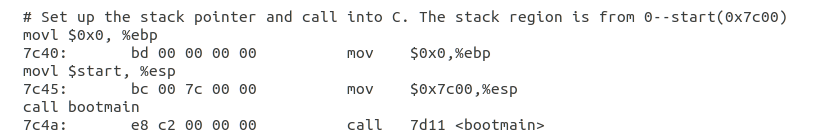 # Set up the stack pointer and call into C. The stack region is from 0--start(0x7c00)
movl $0x0, %ebp
7c40:       bd 00 00 00 00          mov    $0x0,%ebp
movl $start, %esp
7c45:       bc 00 7c 00 00          mov    $0x7c00,%esp
call bootmain
7c4a:       e8 c2 00 00 00          call   7d11 <bootmain>